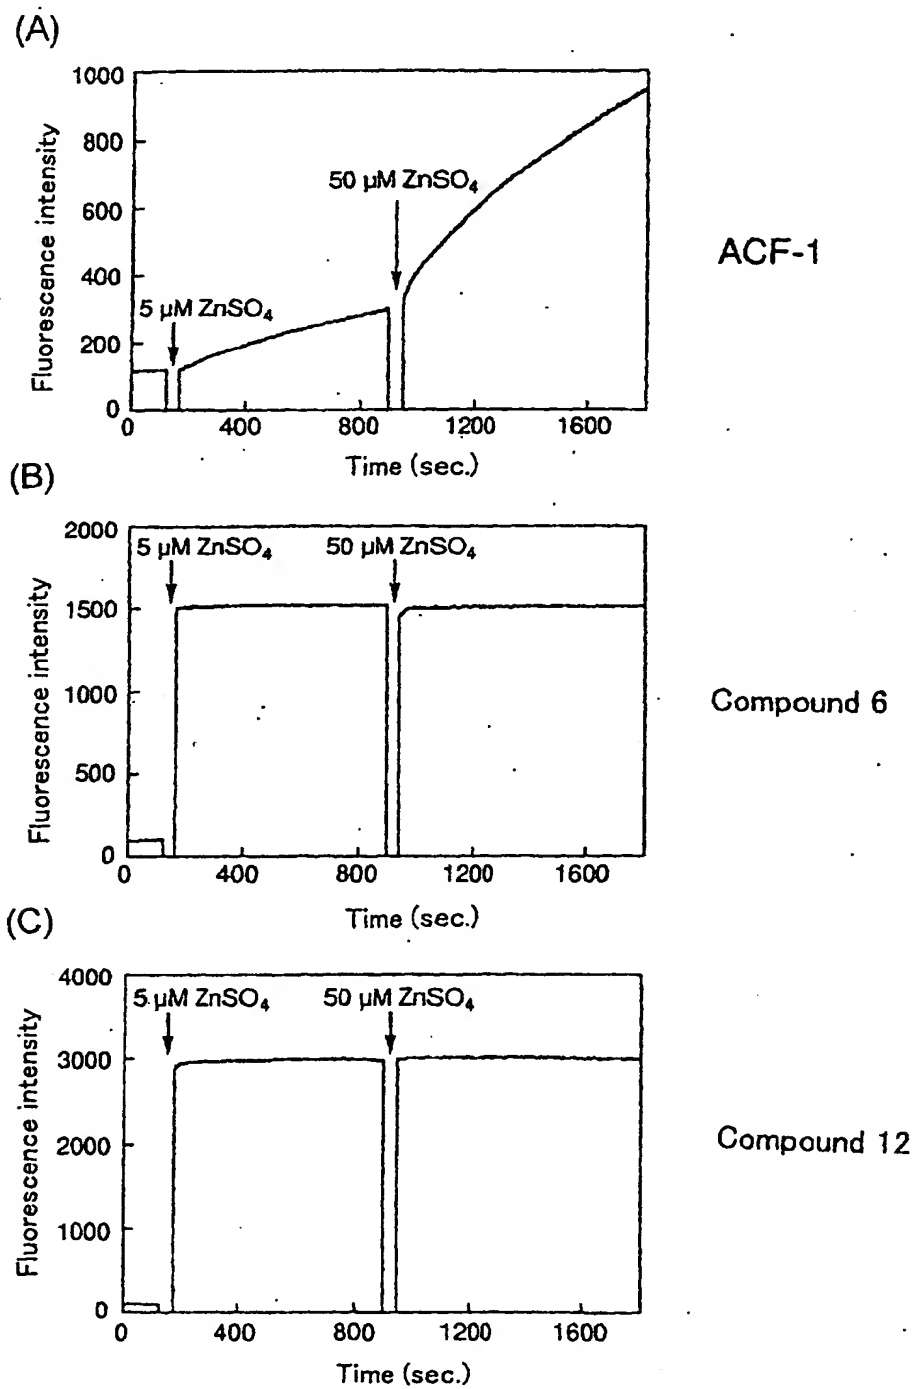 (A)
1000
800
600
400
200
0
Fluorescence intensity
5 µM ZnSO4
50 µM ZnSO4
0 400 800 1200 1600
Time (sec.)
ACF-1
(B)
2000
1500
1000
500
0
Fluorescence intensity
5 µM ZnSO4 50 µM ZnSO4
0 400 800 1200 1600
Time (sec.)
Compound 6
(C)
4000
3000
2000
1000
0
Fluorescence intensity
5 µM ZnSO4 50 µM ZnSO4
0 400 800 1200 1600
Time (sec.)
Compound 12